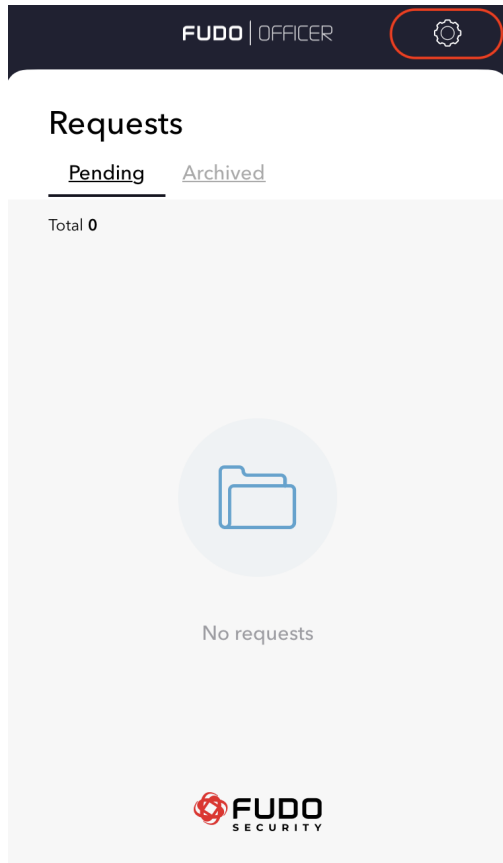 FUDO | OFFICER
Requests
Pending Archived
Total 0
No requests
FUDO
SECURITY